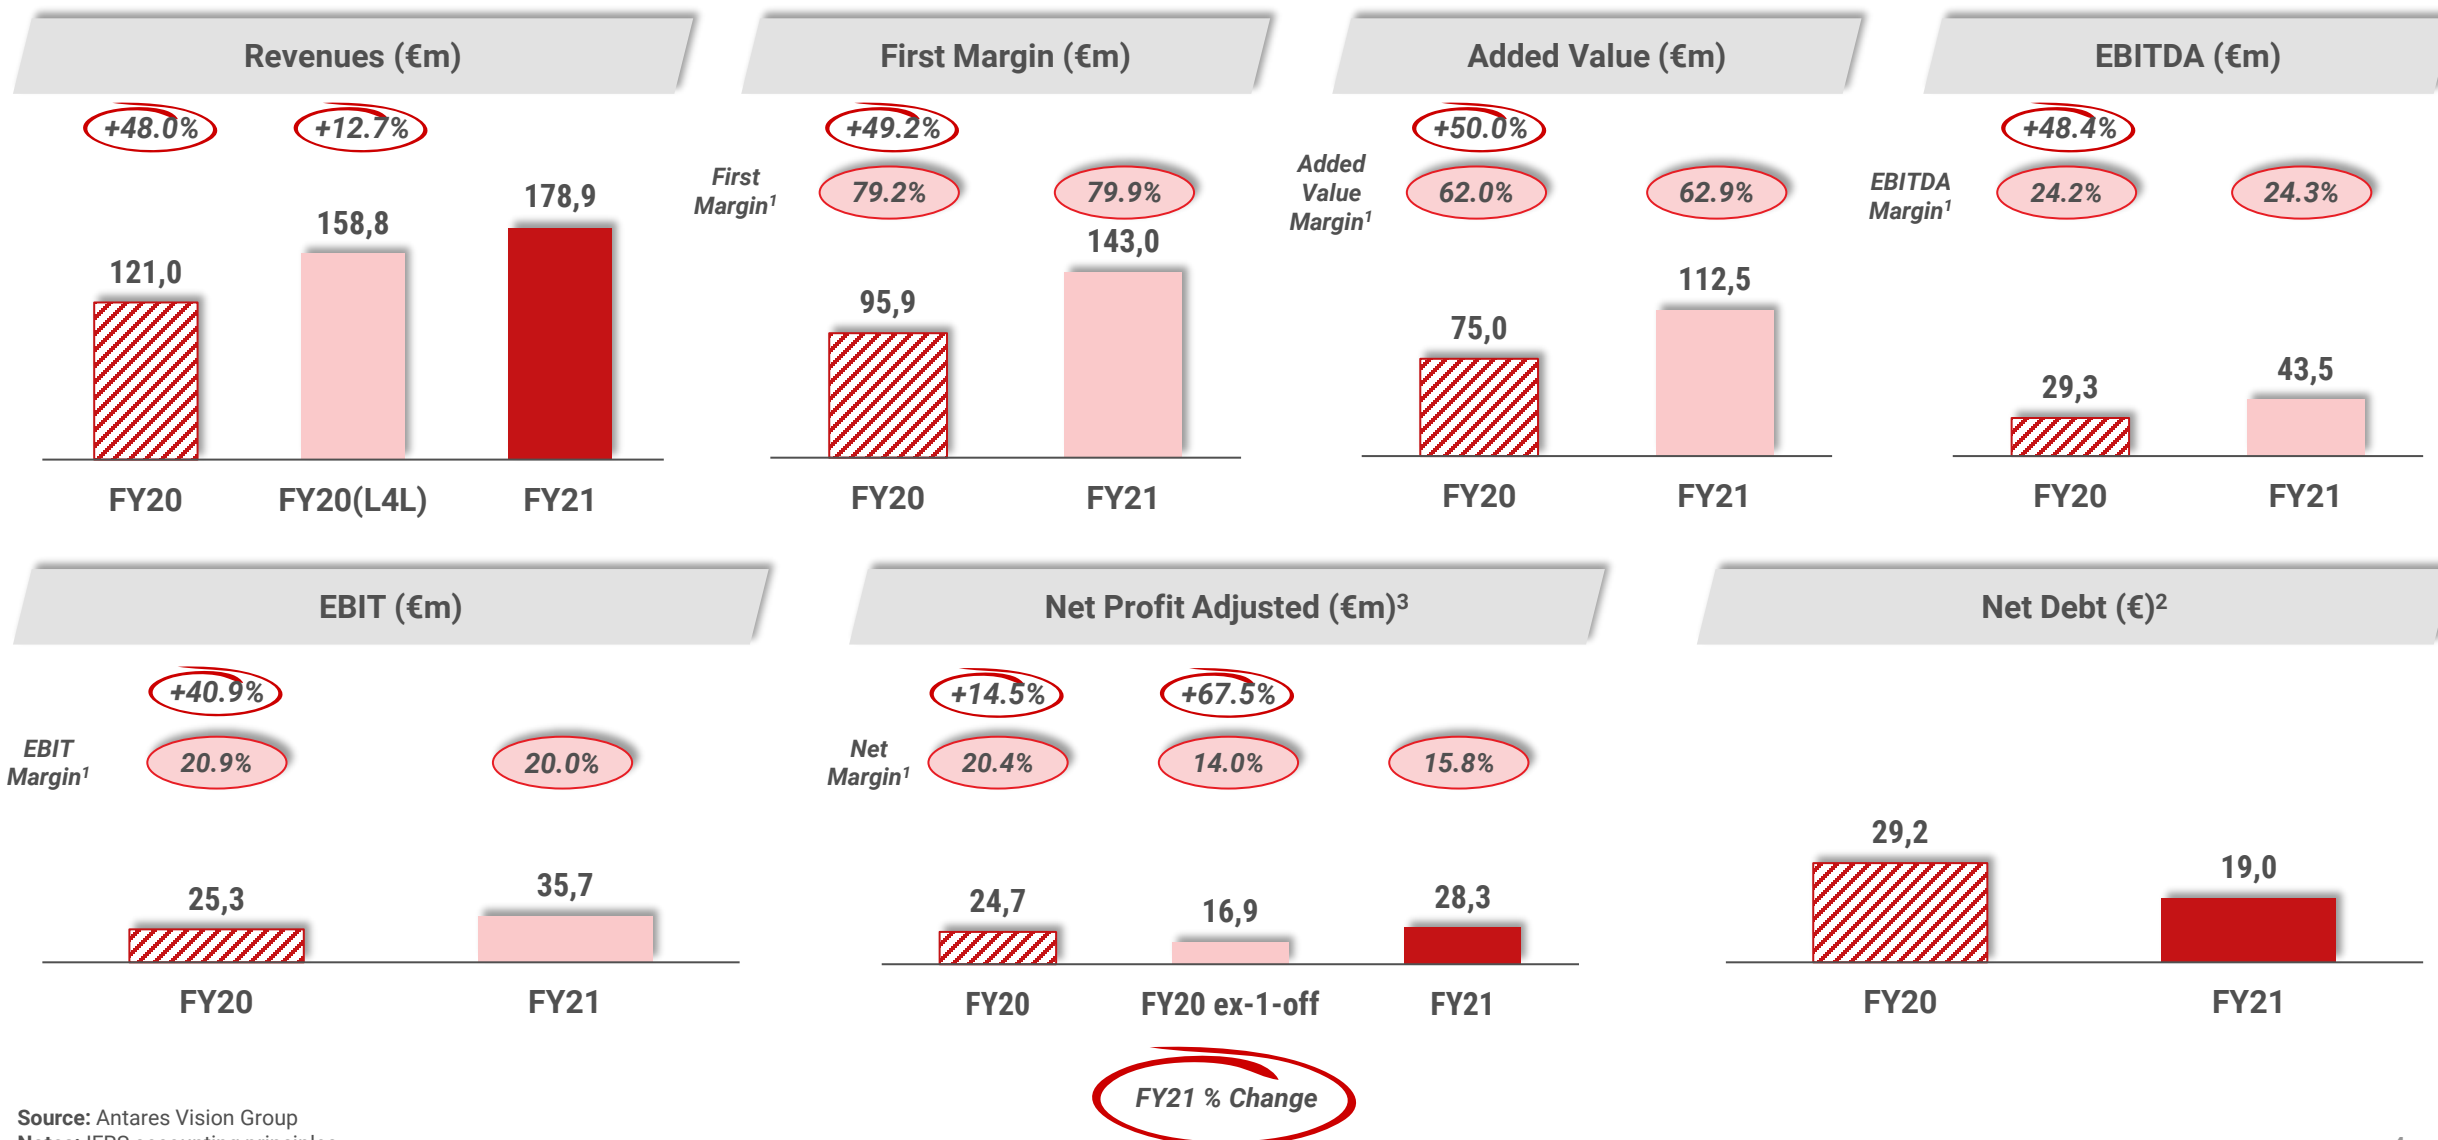 Revenues (€m)
+48.0% +12.7%
121,0 158,8 178,9
FY20 FY20(L4L) FY21
First Margin (€m)
+49.2%
First
Margin¹
79.2% 79.9%
95,9 143,0
FY20 FY21
Added Value (€m)
+50.0%
Added
Value
Margin¹
62.0% 62.9%
75,0 112,5
FY20 FY21
EBITDA (€m)
+48.4%
EBITDA
Margin¹
24.2% 24.3%
29,3 43,5
FY20 FY21
EBIT (€m)
+40.9%
EBIT
Margin¹
20.9% 20.0%
25,3 35,7
FY20 FY21
Net Profit Adjusted (€m)³
+14.5% +67.5%
Net
Margin¹
20.4% 14.0% 15.8%
24,7 16,9 28,3
FY20 FY20 ex-1-off FY21
Net Debt (€)²
29,2 19,0
FY20 FY21
FY21 % Change
Source: Antares Vision Group
Notes: IFRS accounting principles